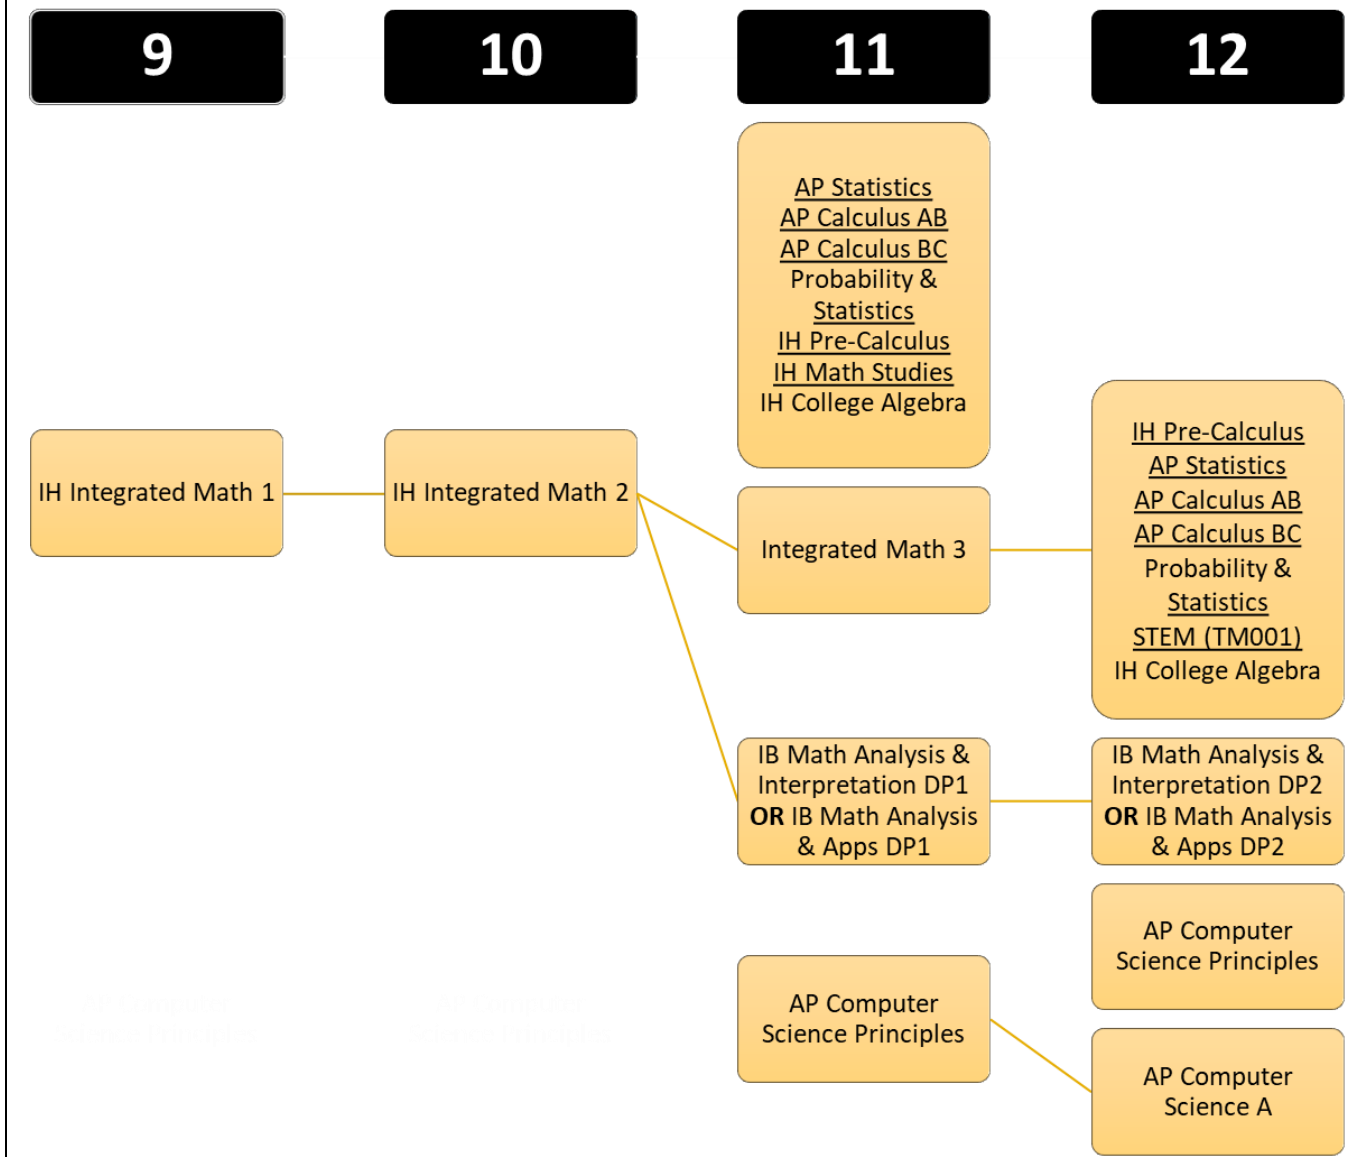 9
10
11
12
AP Statistics
AP Calculus AB
AP Calculus BC
Probability &
Statistics
IH Pre-Calculus
IH Math Studies
IH College Algebra
IH Integrated Math 1
IH Integrated Math 2
Integrated Math 3
IH Pre-Calculus
AP Statistics
AP Calculus AB
AP Calculus BC
Probability &
Statistics
STEM (TM001)
IH College Algebra
IB Math Analysis &
Interpretation DP1
OR IB Math Analysis
& Apps DP1
IB Math Analysis &
Interpretation DP2
OR IB Math Analysis
& Apps DP2
AP Computer
Science Principles
AP Computer
Science Principles
AP Computer
Science A